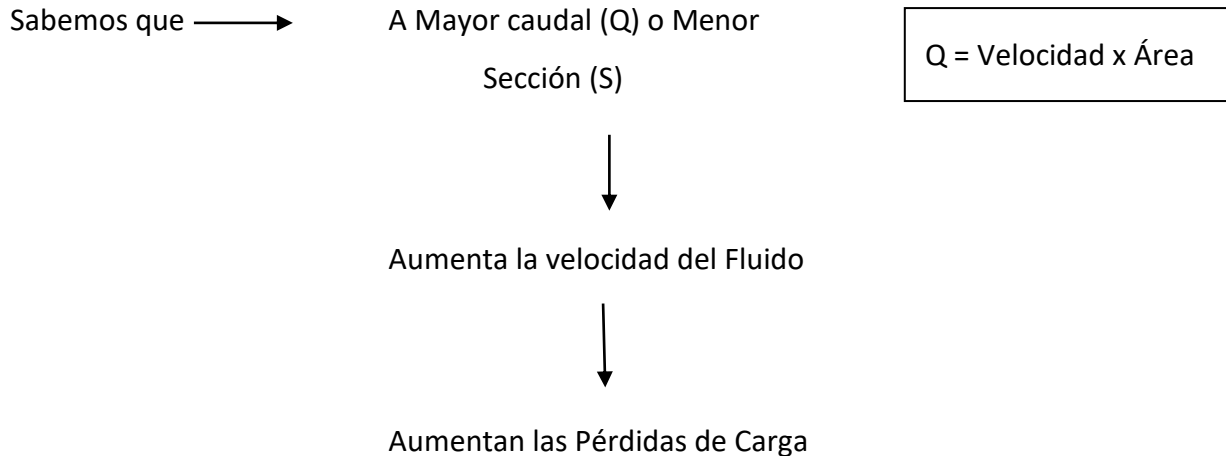 Sabemos que
A Mayor caudal (Q) o Menor
Sección (S)
Q = Velocidad x Área
Aumenta la velocidad del Fluido
Aumentan las Pérdidas de Carga